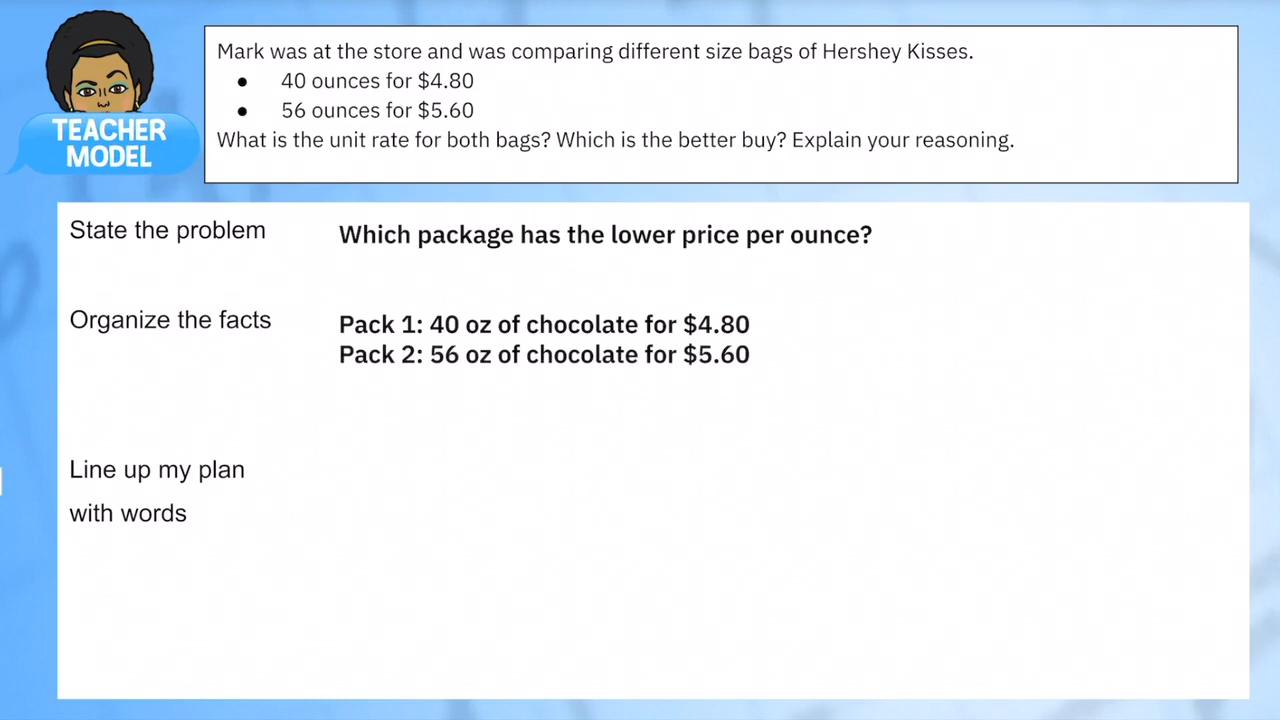 TEACHER
MODEL
Mark was at the store and was comparing different size bags of Hershey Kisses.
● 40 ounces for $4.80
● 56 ounces for $5.60
What is the unit rate for both bags? Which is the better buy? Explain your reasoning.
State the problem
Which package has the lower price per ounce?
Organize the facts
Pack 1: 40 oz of chocolate for $4.80
Pack 2: 56 oz of chocolate for $5.60
Line up my plan
with words